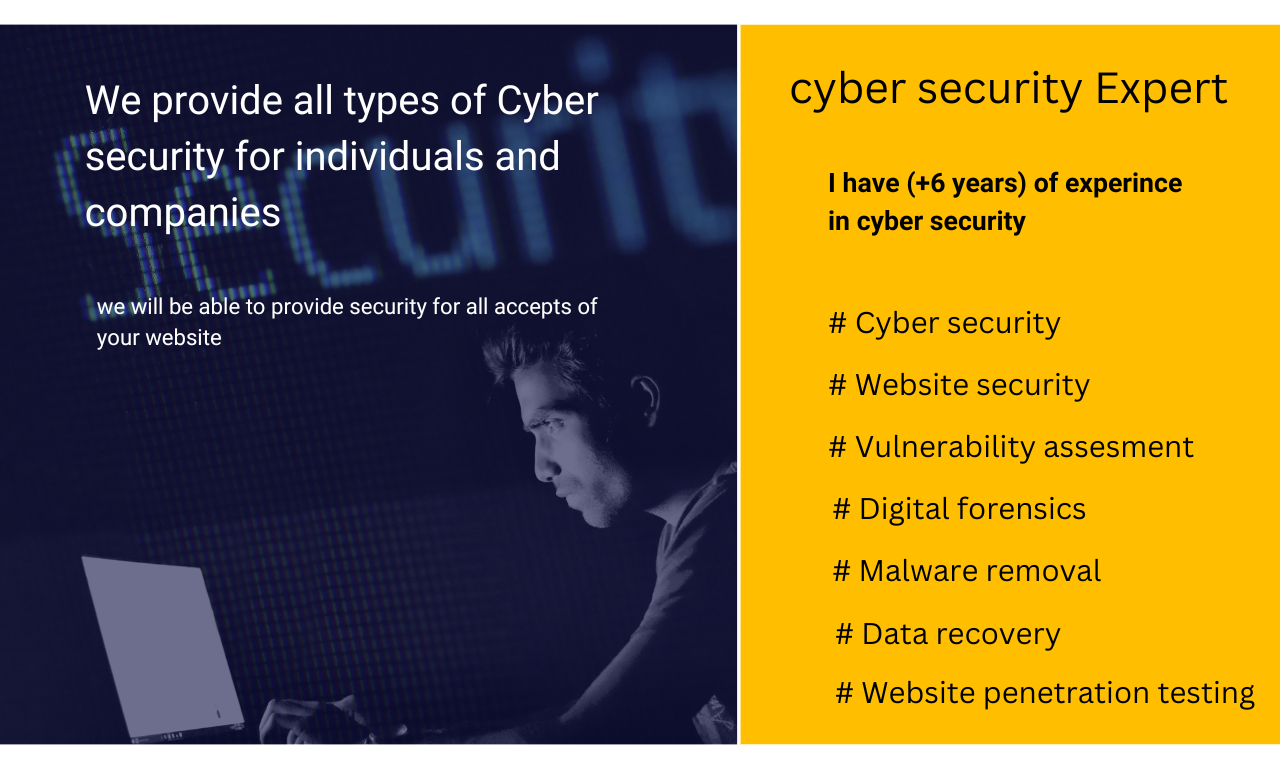 We provide all types of Cyber
security for individuals and
companies
we will be able to provide security for all accepts of
your website
Security
cyber security Expert
I have (+6 years) of experince
in cyber security
# Cyber security
# Website security
# Vulnerability assesment
# Digital forensics
# Malware removal
# Data recovery
# Website penetration testing